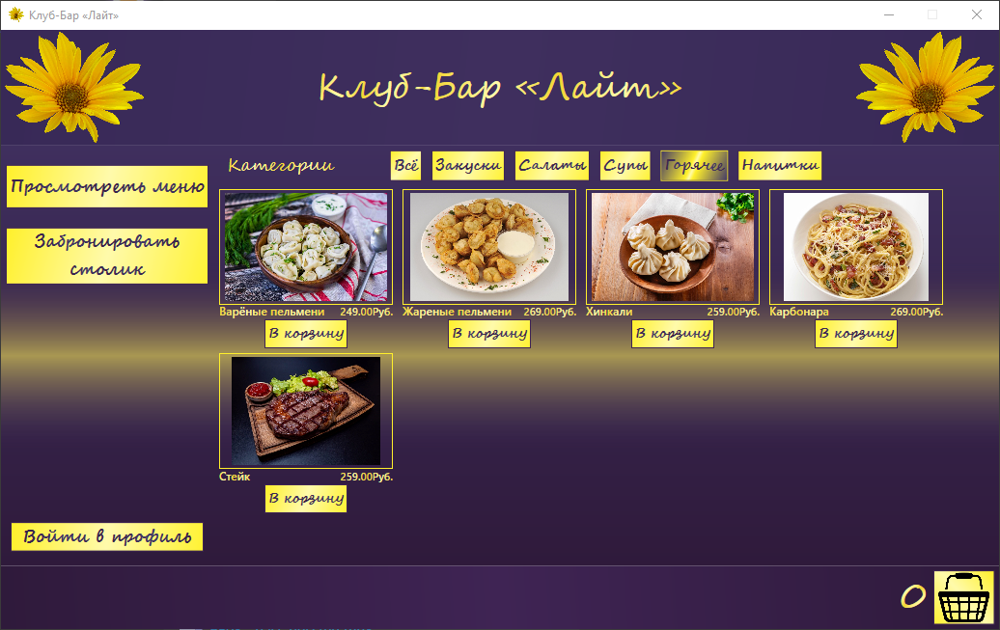 Клуб-Бар «Лайт»
Клуб-Бар «Лайт»
Просмотреть меню
Забронировать
столик
Категории Всё Закуски Салаты Супы Горячее Напитки
Варёные пельмени 249.00Руб. Жареные пельмени 269.00Руб. Хинкали 259.00Руб. Карбонара 269.00Руб.
В корзину В корзину В корзину В корзину
Стейк 259.00Руб.
В корзину
Войти в профиль
0